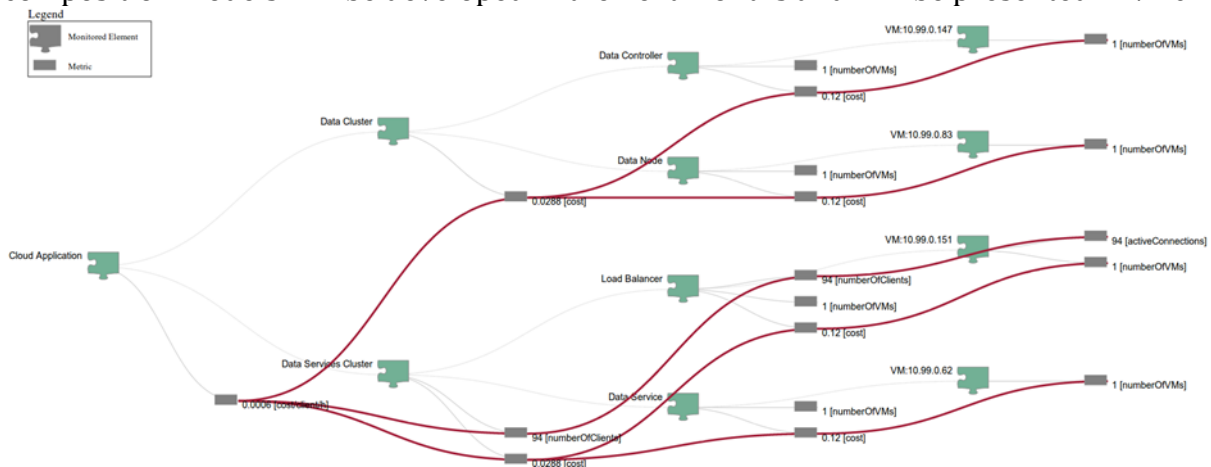 Legend
Monitored Element
Metric
VM:10.99.0.147
1 [numberOfVMs]
Data Controller
1 [numberOfVMs]
0.12 [cost]
Data Cluster
VM:10.99.0.83
1 [numberOfVMs]
Data Node
1 [numberOfVMs]
0.12 [cost]
0.0288 [cost]
Cloud Application
VM:10.99.0.151
94 [activeConnections]
1 [numberOfVMs]
Load Balancer
94 [numberOfClients]
1 [numberOfVMs]
0.12 [cost]
Data Services Cluster
VM:10.99.0.62
1 [numberOfVMs]
Data Service
1 [numberOfVMs]
0.12 [cost]
0.0006 [cost/client/h]
94 [numberOfClients]
0.0288 [cost]